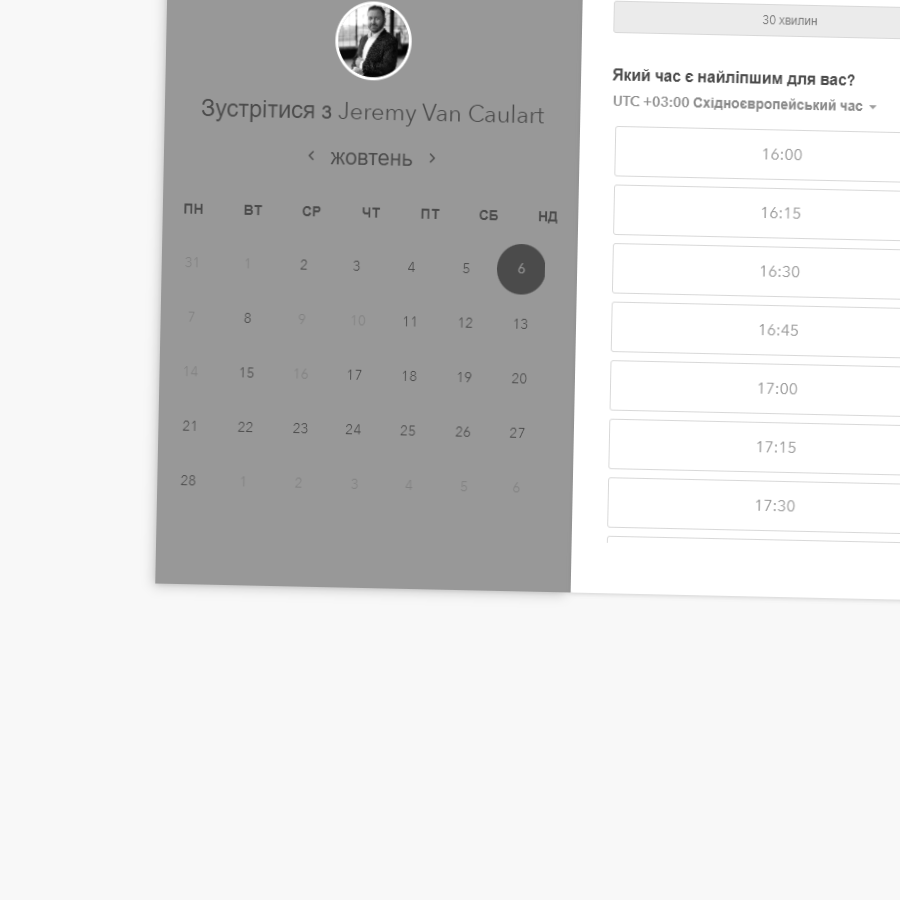 Зустрітися з Jeremy Van Caulart
‹ жовтень ›
ПН ВТ СР ЧТ ПТ СБ НД
31 1 2 3 4 5 6
7 8 9 10 11 12 13
14 15 16 17 18 19 20
21 22 23 24 25 26 27
28 1 2 3 4 5 6
30 хвилин
Який час є найліпшим для вас?
UTC +03:00 Східноєвропейський час
16:00
16:15
16:30
16:45
17:00
17:15
17:30